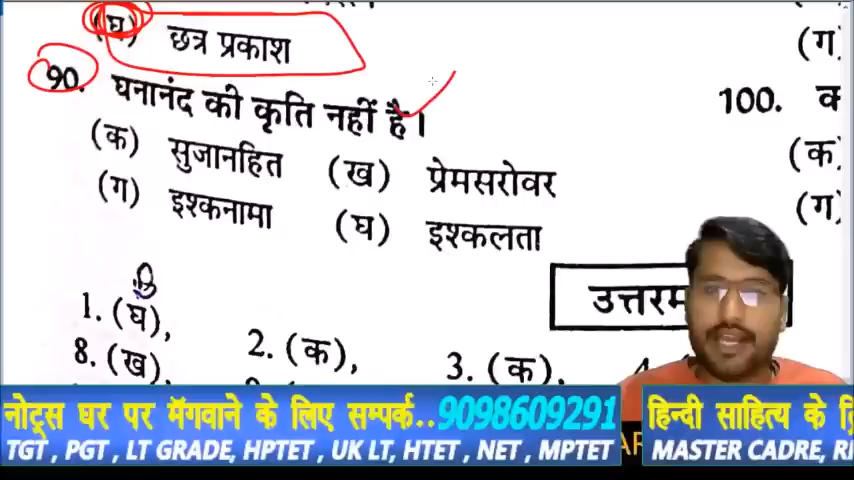 (घ) छत्र प्रकाश
90. घनानंद की कृति नहीं है।
(क) सुजानहित (ख) प्रेमसरोवर
(ग) इश्कनामा (घ) इश्कलता
(ग)
100.
(क)
(ग)
उत्तरम
1. (घ), 2. (क), 3. (क),
8. (ख),
नोट्स घर पर मॅगवाने के लिए सम्पर्क..9098609291
हिन्दी साहित्य के
TGT, PGT, LT GRADE, HPTET, UK LT, HTET, NET, MPTET
MASTER CADRE,